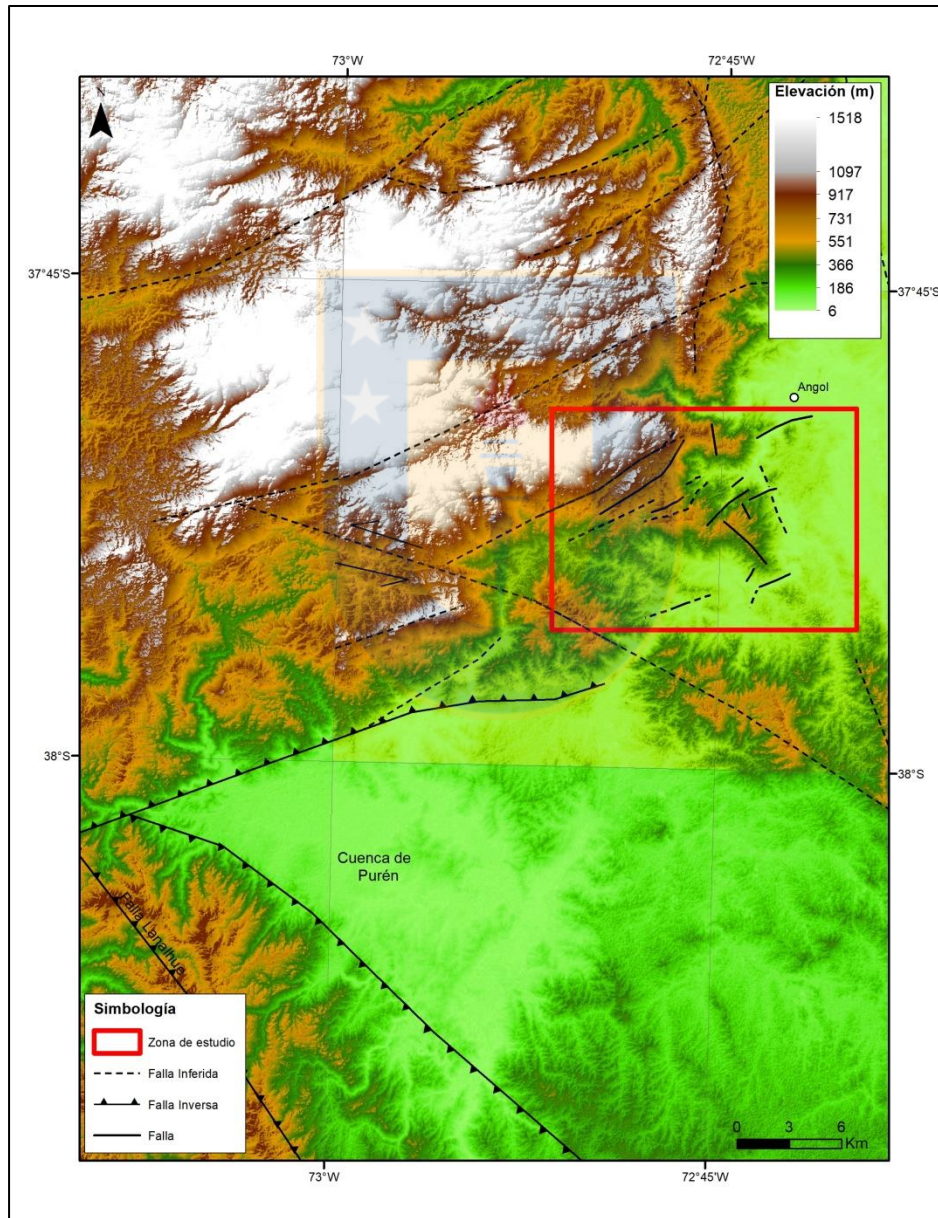 73°W
72°45'W
N
Elevación (m)
1518
1097
917
731
551
366
186
6
37°45'S
37°45'S
Angol
38°S
38°S
Cuenca de
Purén
Falla Lanalhue
Simbología
Zona de estudio
Falla Inferida
Falla Inversa
Falla
0 3 6
Km
73°W
72°45'W